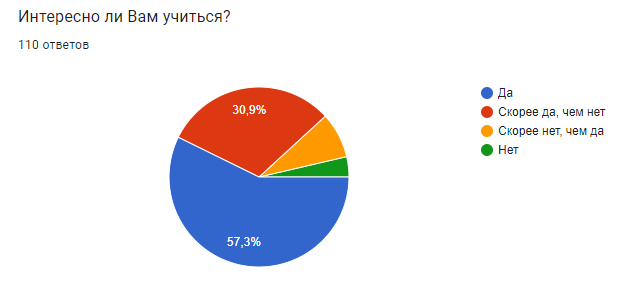 Интересно ли Вам учиться?
110 ответов
Да
Скорее да, чем нет
Скорее нет, чем да
Нет
30,9%
57,3%